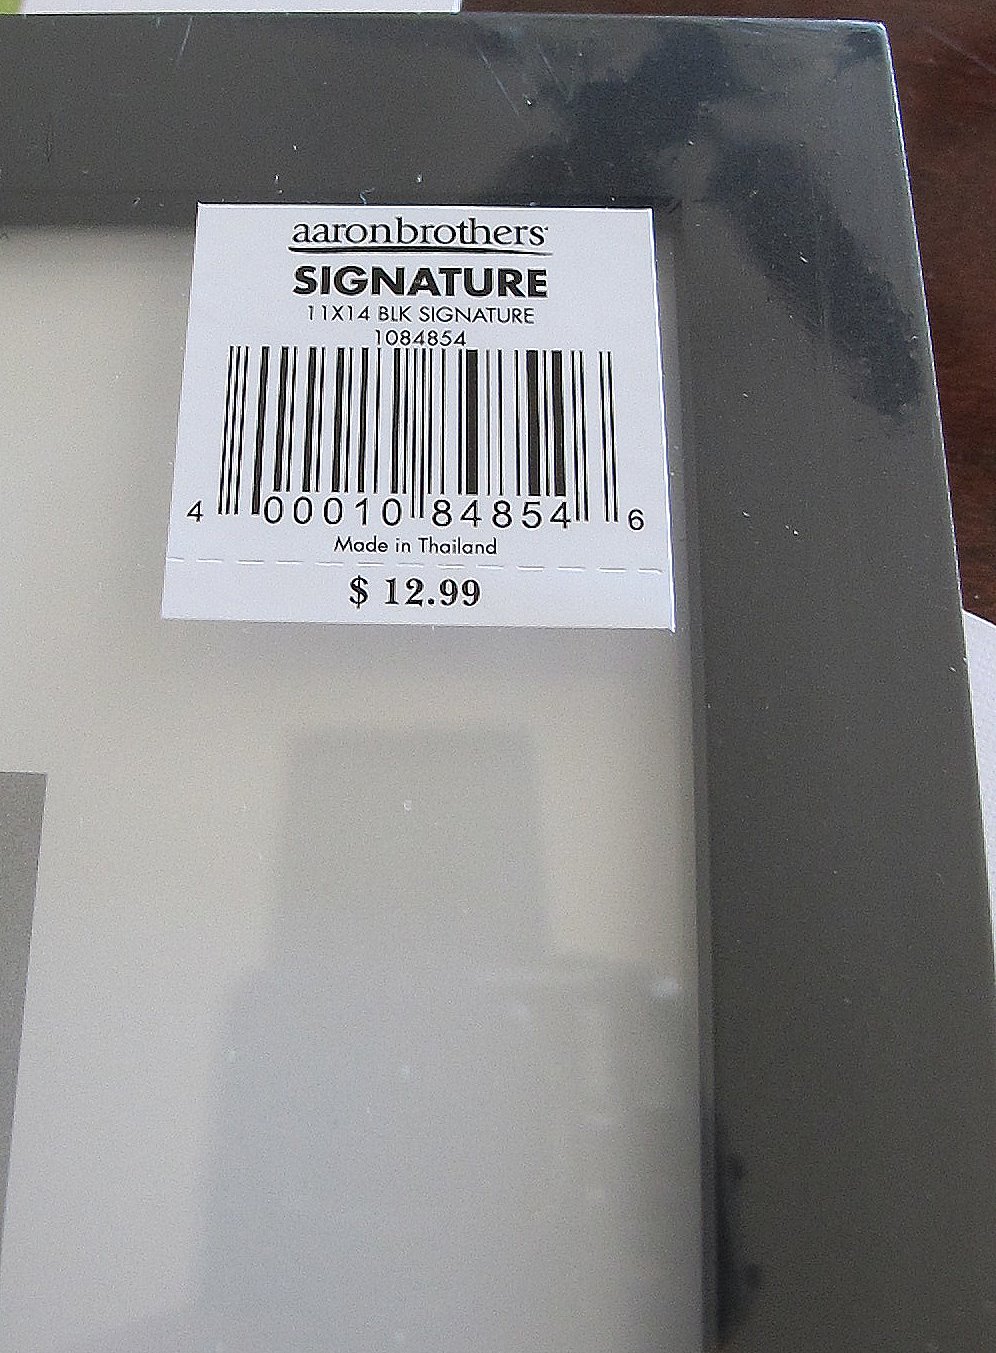 aaronbrothers
SIGNATURE
11X14 BLK SIGNATURE
1084854
4 00010 84854 6
Made in Thailand
$ 12.99